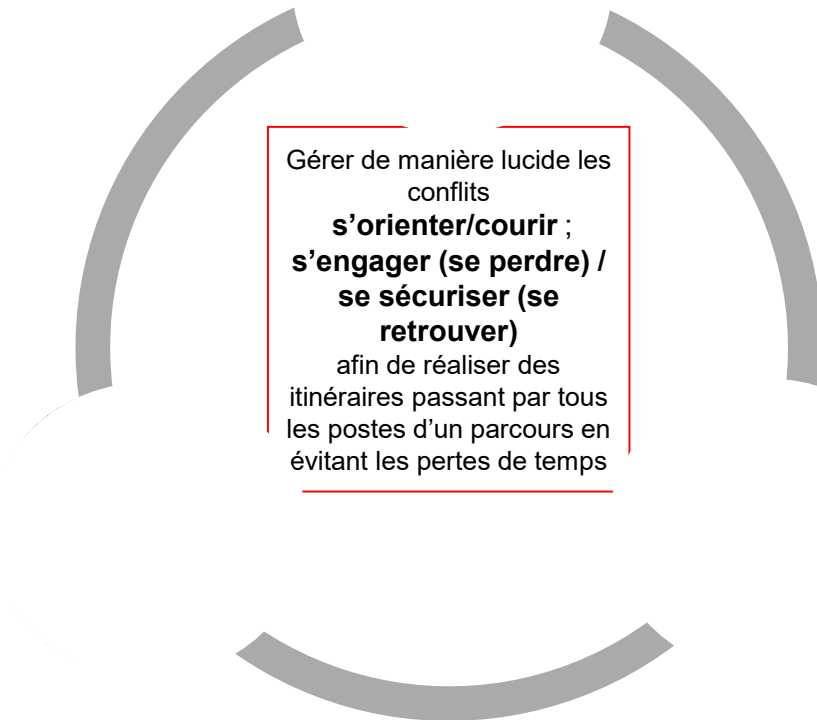 Gérer de manière lucide les
conflits
s’orienter/courir ;
s’engager (se perdre) /
se sécuriser (se
retrouver)
afin de réaliser des
itinéraires passant par tous
les postes d’un parcours en
évitant les pertes de temps